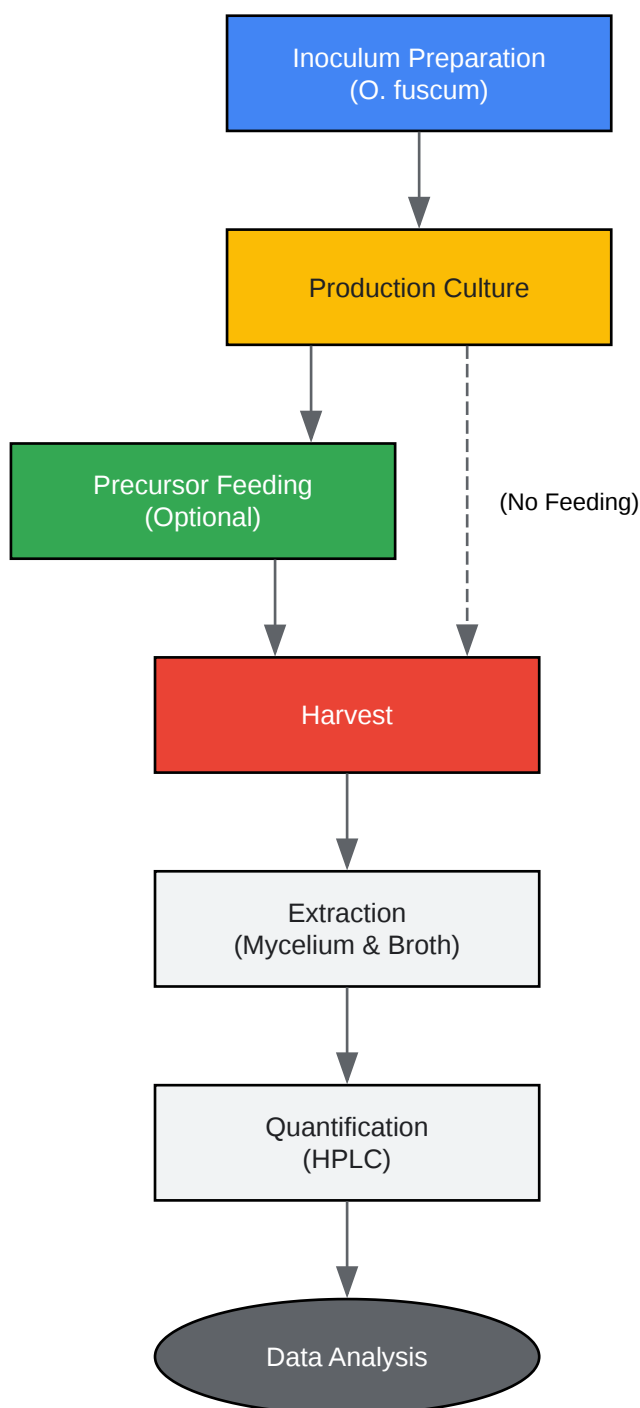 Inoculum Preparation
(O. fuscum)
Production Culture
Precursor Feeding
(Optional)
(No Feeding)
Harvest
Extraction
(Mycelium & Broth)
Quantification
(HPLC)
Data Analysis